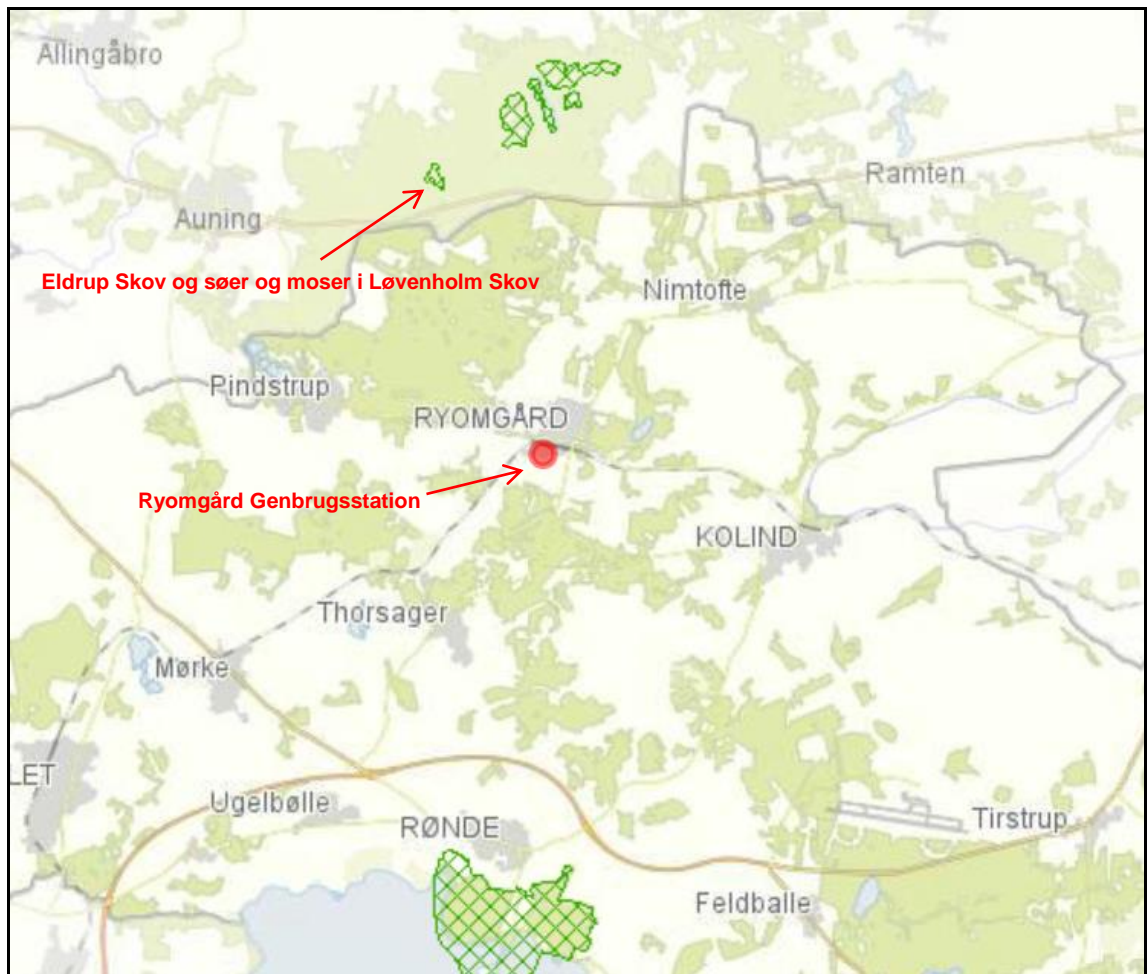 Allingåbro
Ramten
Auning
Eldrup Skov og søer og moser i Løvenholm Skov
Nimtofte
Pindstrup
RYOMGÅRD
Ryomgård Genbrugsstation
KOLIND
Thorsager
Mørke
LET
Ugelbølle
Tirstrup
RØNDE
Feldballe